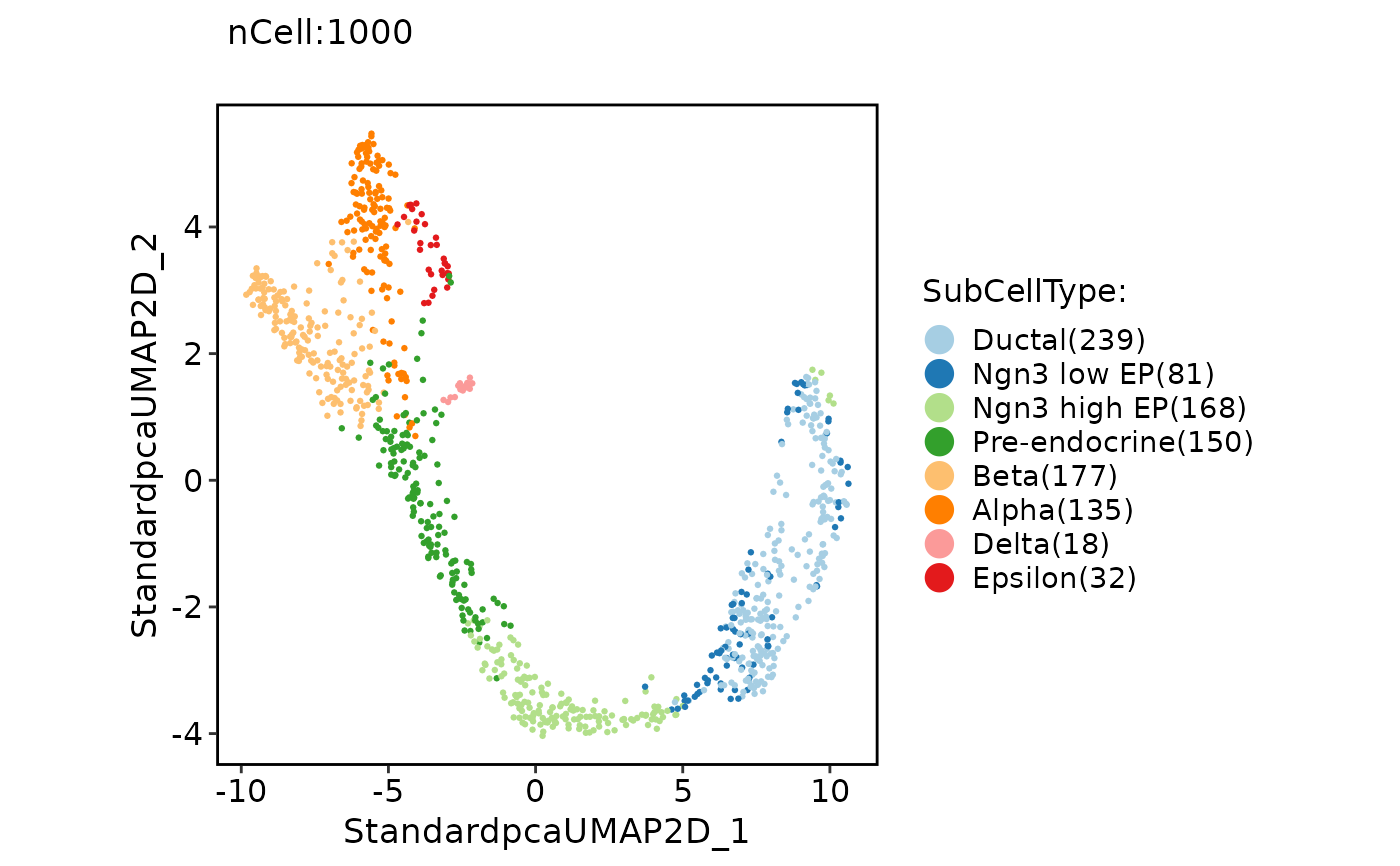 nCell:1000
StandardpcaUMAP2D_2
4
2
0
-2
-4
-10
-5
0
5
10
StandardpcaUMAP2D_1
SubCellType:
Ductal(239)
Ngn3 low EP(81)
Ngn3 high EP(168)
Pre-endocrine(150)
Beta(177)
Alpha(135)
Delta(18)
Epsilon(32)